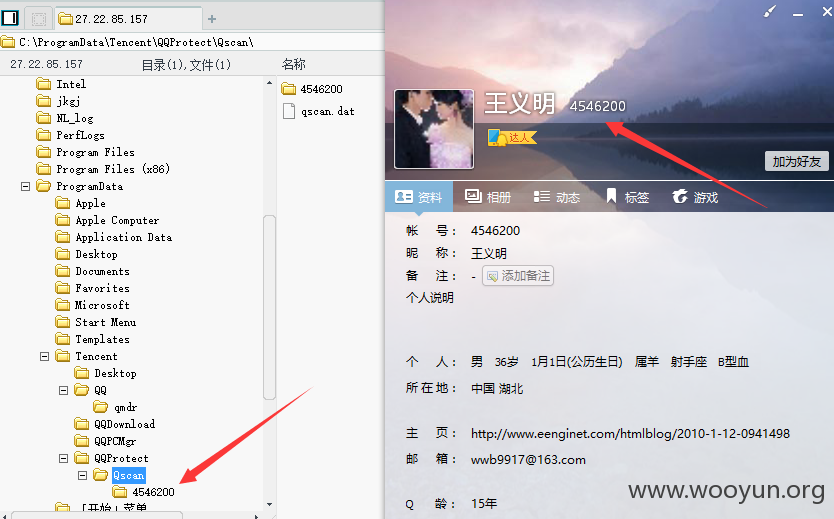 27.22.85.157
C:\ProgramData\Tencent\QQProtect\Qscan\
27.22.85.157 目录(1),文件(1) 名称
Intel
jkgj
NL_log
PerfLogs
Program Files
Program Files (x86)
ProgramData
Apple
Apple Computer
Application Data
Desktop
Documents
Favorites
Microsoft
Start Menu
Templates
Tencent
Desktop
QQ
qmdr
QQDownload
QQPCMgr
QQProtect
Qscan
4546200
「开始」菜单
4546200
qscan.dat
王义明 4546200
达人
加为好友
资料 相册 动态 标签 游戏
帐 号: 4546200
昵 称: 王义明
备 注: - 添加备注
个人说明
个 人: 男 36岁 1月1日(公历生日) 属羊 射手座 B型血
所在地: 中国 湖北
主 页: http://www.eenginet.com/htmlblog/2010-1-12-0941498
邮 箱: wwb9917@163.com
Q 龄: 15年
www.wooyun.org